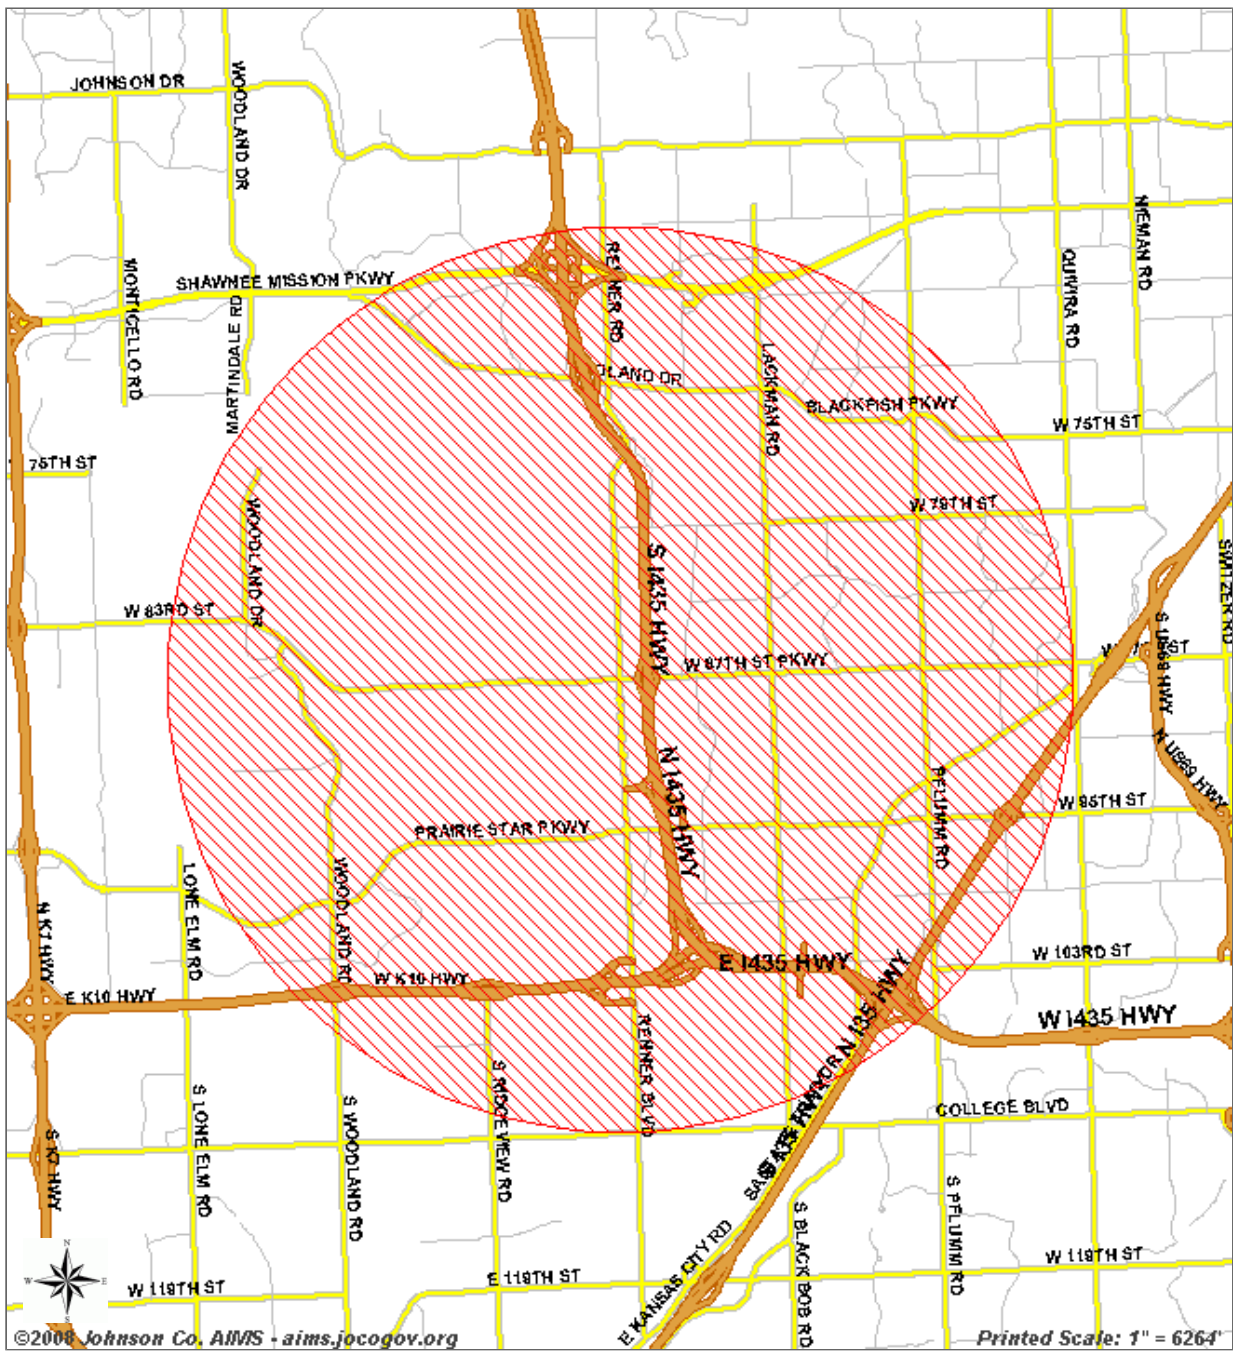 JOHNSON DR
WOODLAND DR
NIEMAN RD
RENNER RD
QUIVIRA RD
MONTICELLO RD
SHAWNEE MISSION PKWY
MARTINDALE RD
LACKMAN RD
OLAND DR
BLACKFISH PKWY
W 75TH ST
75TH ST
WOODLAND DR
W 79TH ST
S I435 HWY
SWITZER RD
W 83RD ST
S US69 HWY
W 87TH ST PKWY
ST
N I435 HWY
N US69 HWY
PFLUMM RD
W 95TH ST
PRAIRIE STAR PKWY
WOODLAND RD
LONE ELM RD
N K7 HWY
W 103RD ST
E I435 HWY
W K10 HWY
E K10 HWY
N I35 HWY
W I435 HWY
RENNER BLVD
S RIDGEVIEW RD
COLLEGE BLVD
S LONE ELM RD
S WOODLAND RD
S K7 HWY
S PFLUMM RD
S BLACK BOB RD
E KANSAS CITY RD
W 119TH ST
E 119TH ST
W 119TH ST
N
W E
S
©2008 Johnson Co. AIMS - aims.jocogov.org
Printed Scale: 1" = 6264'